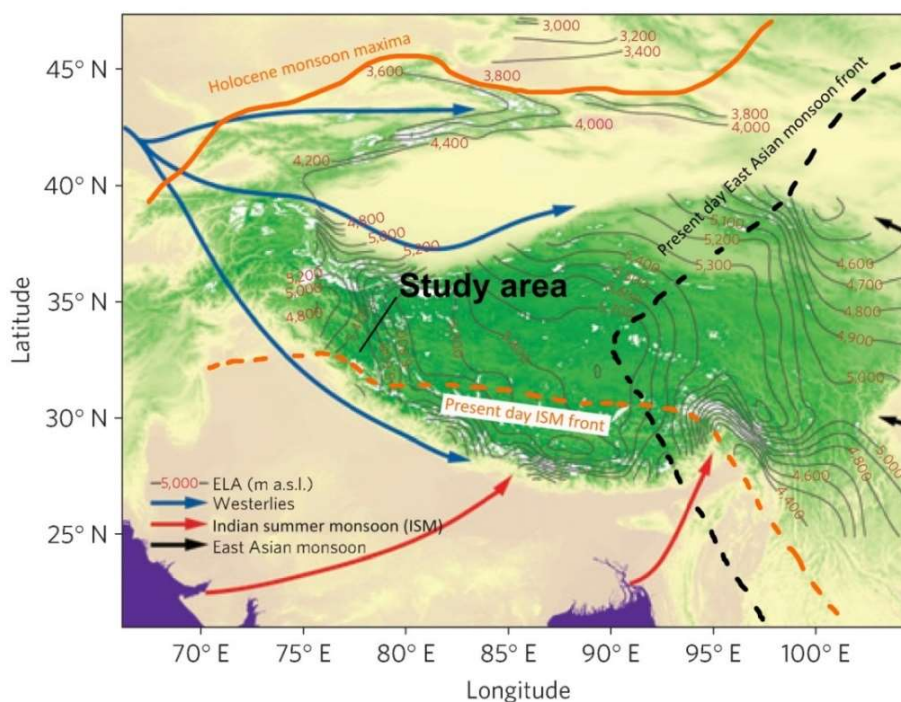 3,000
3,200
3,400
45° N
Holocene monsoon maxima
3,600
3,800
3,800
4,000
4,000
4,400
4,200
Present day East Asian monsoon front
40° N
4,800
5,000
5,200
5,100
5,200
5,300
4,600
4,700
4,800
4,900
5,000
5,200
5,000
4,800
Study area
35° N
Latitude
30° N
Present day ISM front
5,000
4,800
4,600
4,400
5,000 ELA (m a.s.l.)
Westerlies
Indian summer monsoon (ISM)
East Asian monsoon
25° N
70° E 75° E 80° E 85° E 90° E 95° E 100° E
Longitude